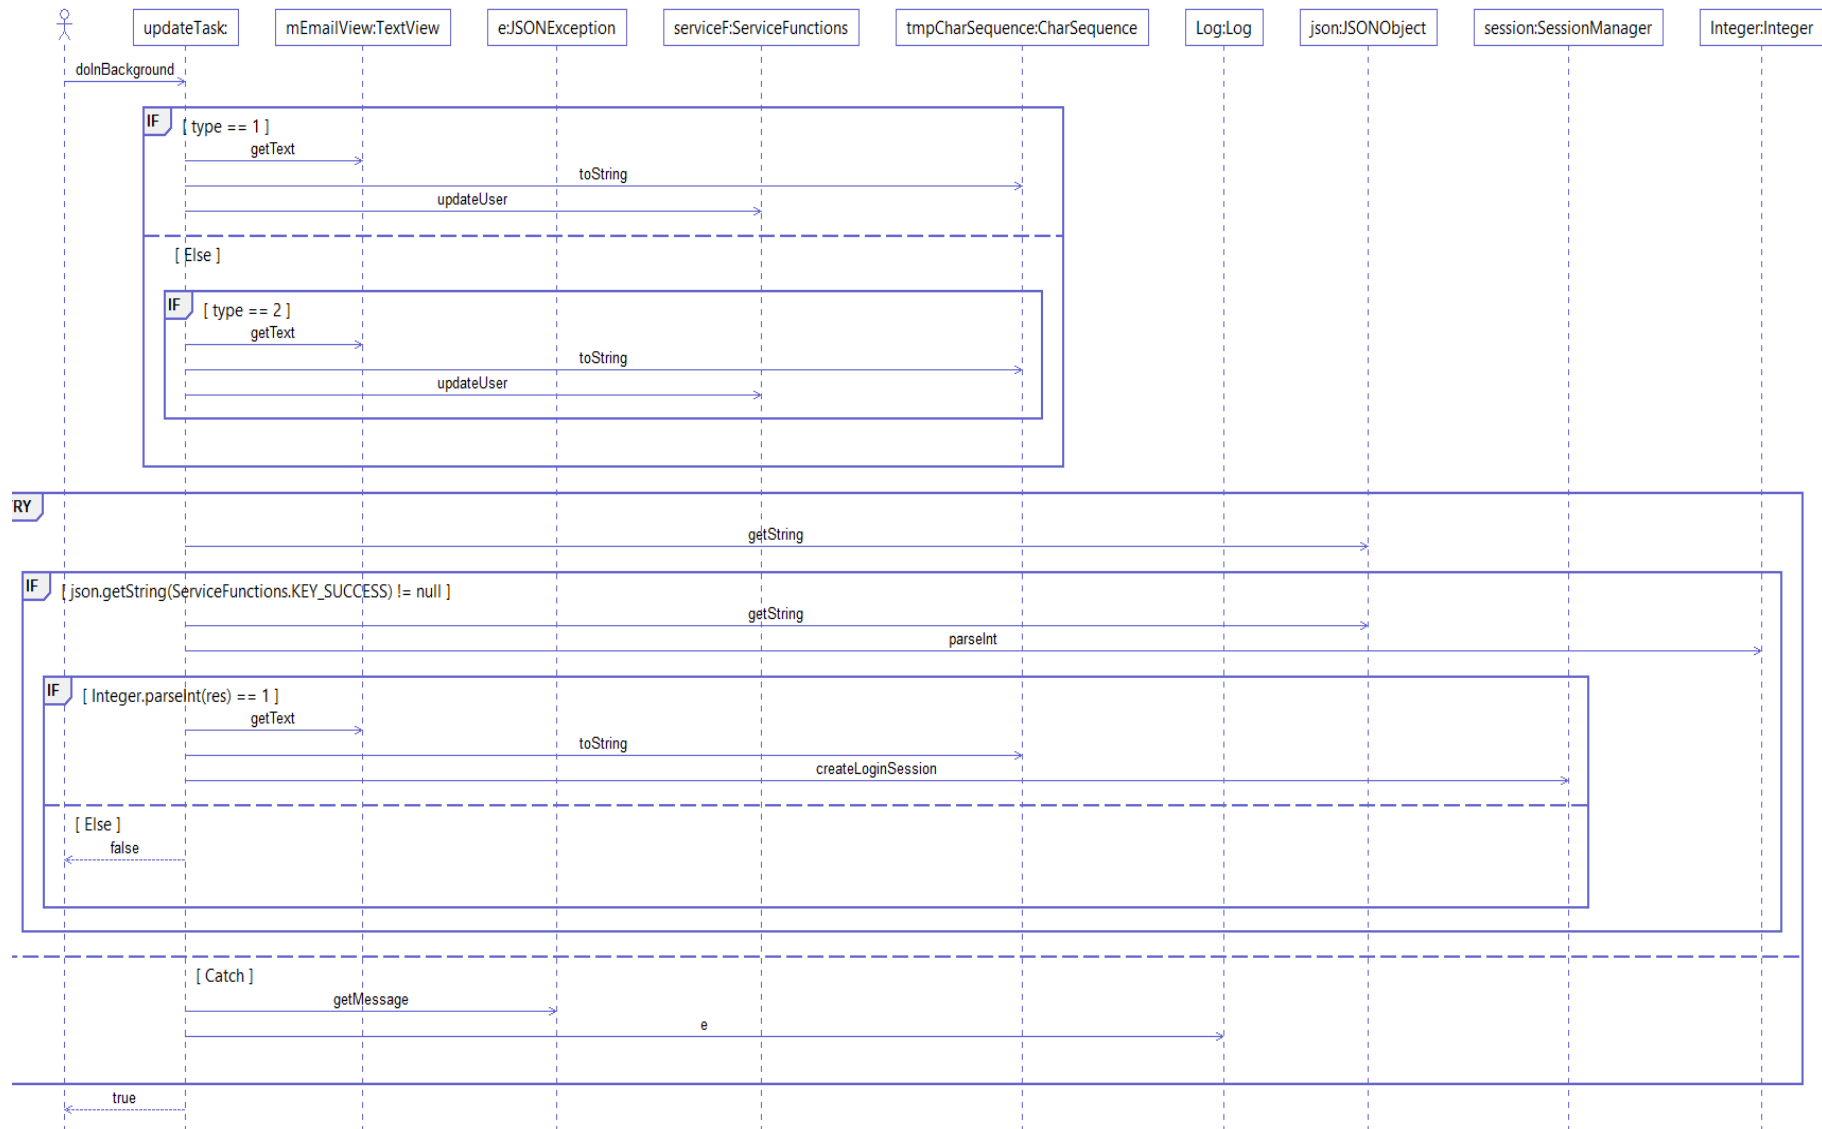 updateTask:
mEmailView:TextView
e:JSONException
serviceF:ServiceFunctions
tmpCharSequence:CharSequence
Log:Log
json:JSONObject
session:SessionManager
Integer:Integer
doInBackground
IF
[ type == 1 ]
getText
toString
updateUser
[ Else ]
IF
[ type == 2 ]
getText
toString
updateUser
RY
getString
IF
[ json.getString(ServiceFunctions.KEY_SUCCESS) != null ]
getString
parseInt
IF
[ Integer.parseInt(res) == 1 ]
getText
toString
createLoginSession
[ Else ]
false
[ Catch ]
getMessage
e
true